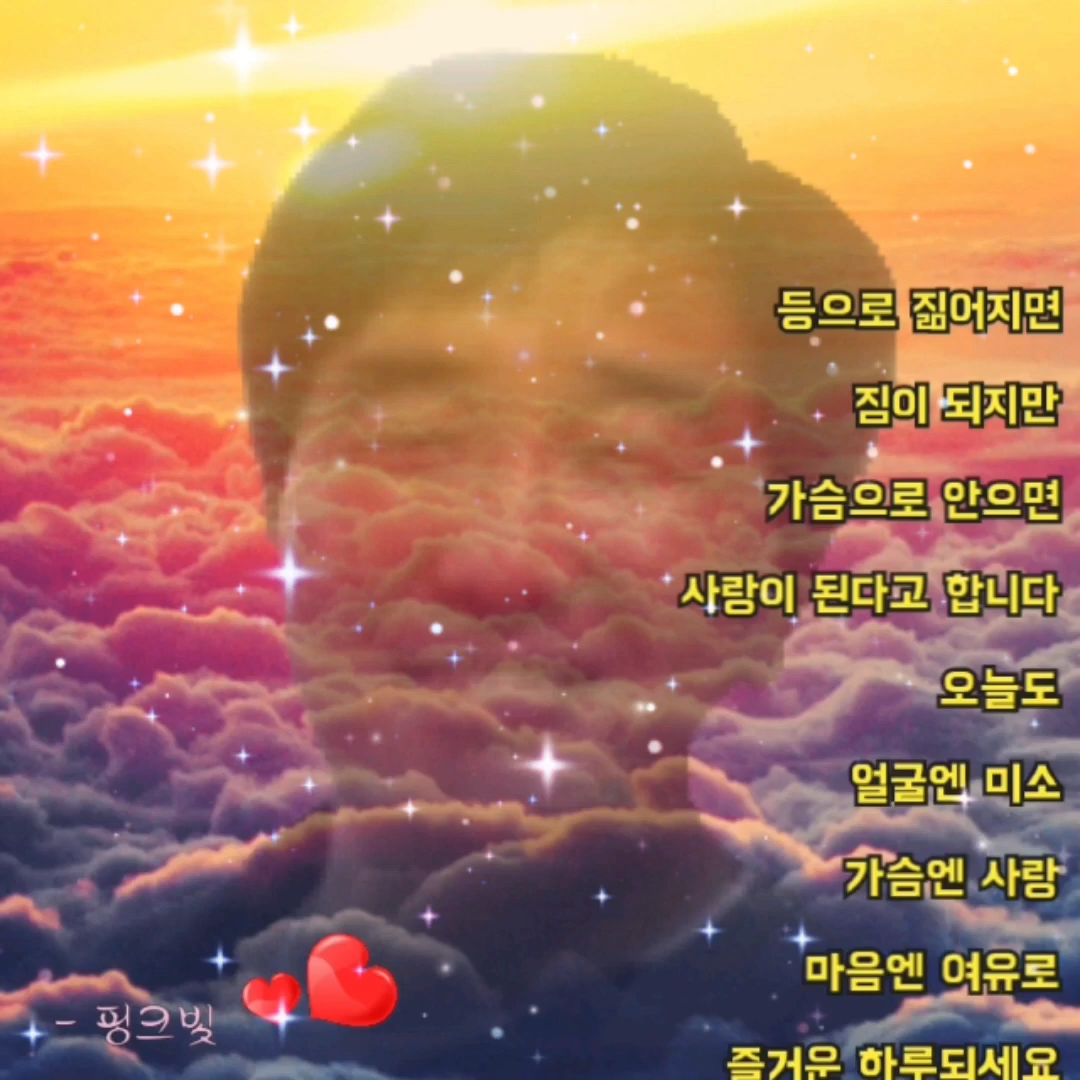 등으로 짊어지면
짐이 되지만
가슴으로 안으면
사랑이 된다고 합니다
오늘도
얼굴엔 미소
가슴엔 사랑
마음엔 여유로
즐거운 하루되세요
- 핑크빛